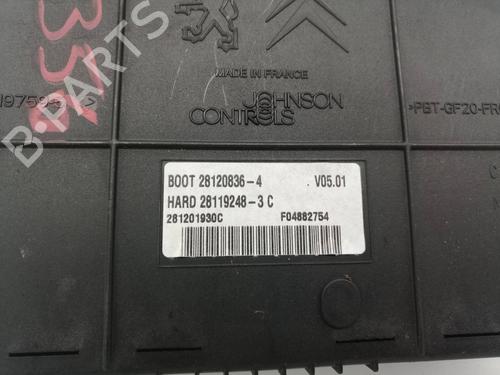 B-PARTS
MADE IN FRANCE
JOHNSON
CONTROLS
>PBT-GF20-FR
BOOT 28120836-4 V05.01
HARD 28119248-3 C
281201930C F04882754